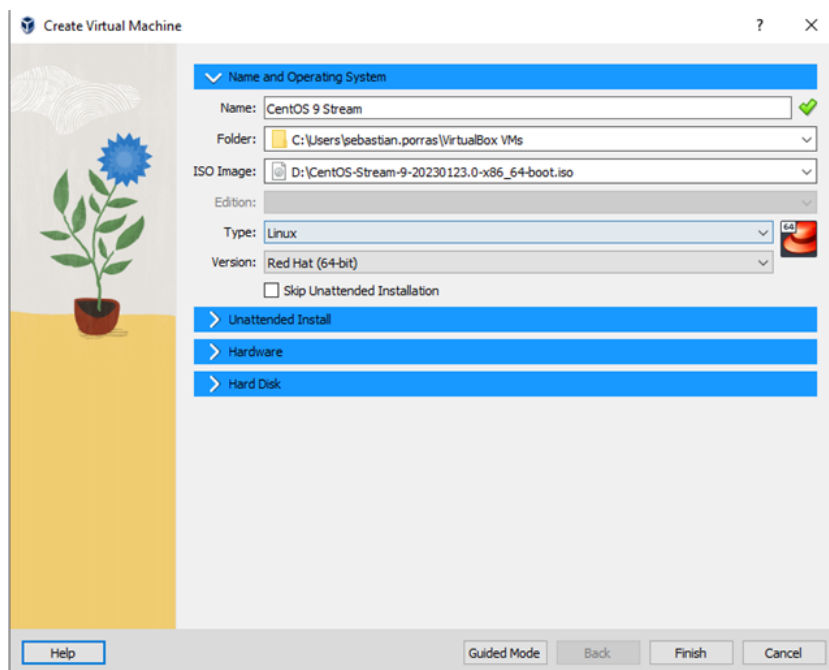 Create Virtual Machine
?
Name and Operating System
Name: CentOS 9 Stream
Folder: C:\Users\sebastian.porras\VirtualBox VMs
ISO Image: D:\CentOS-Stream-9-20230123.0-x86_64-boot.iso
Edition:
Type: Linux
64
Version: Red Hat (64-bit)
Skip Unattended Installation
Unattended Install
Hardware
Hard Disk
Help Guided Mode Back Finish Cancel